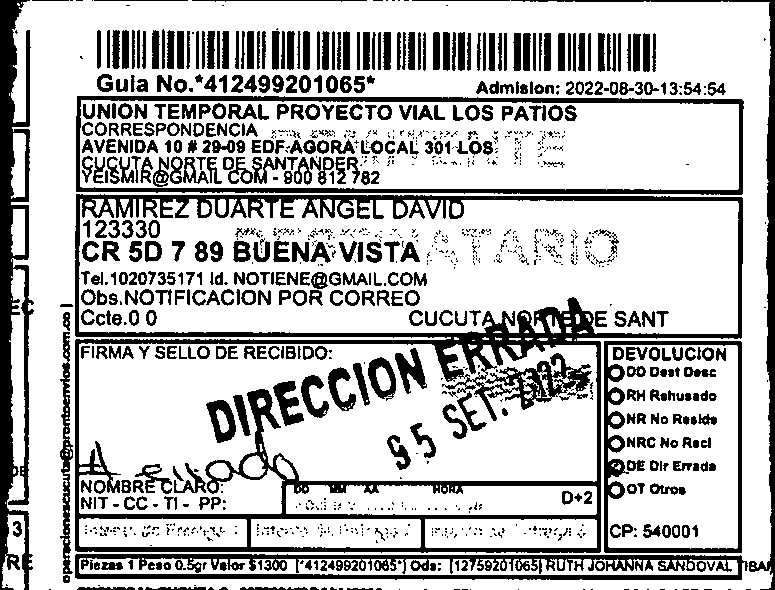 Guia No.*412499201065*
Admision: 2022-08-30-13:54:54
UNION TEMPORAL PROYECTO VIAL LOS PATIOS
CORRESPONDENCIA
REMITENTE
AVENIDA 10 # 29-09 EDF.AGORA LOCAL 301 LOS
CUCUTA NORTE DE SANTANDER
YEISMIR@GMAIL COM - 900 812 782
RAMIREZ DUARTE ANGEL DAVID
123330
DESTINATARIO
CR 5D 7 89 BUENA VISTA
Tel.1020735171 Id. NOTIENE@GMAIL.COM
Obs.NOTIFICACION POR CORREO
Ccte.0 0
CUCUTA NORTE DE SANT
FIRMA Y SELLO DE RECIBIDO:
DIRECCION ERRADA
SET. 2022
errado
NOMBRE CLARO:
NIT - CC - TI - PP:
DD MM AA HORA
D+2
DEVOLUCION
DD Dest Desc
RH Rehusado
NR No Reside
NRC No Recl
DE Dir Errada
OT Otros
CP: 540001
Piezas 1 Peso 0.5gr Valor $1300 [*412499201065*] Ods: [12759201065] RUTH JOHANNA SANDOVAL TIBA
operacionescucuta@prontoenvios.com.co |